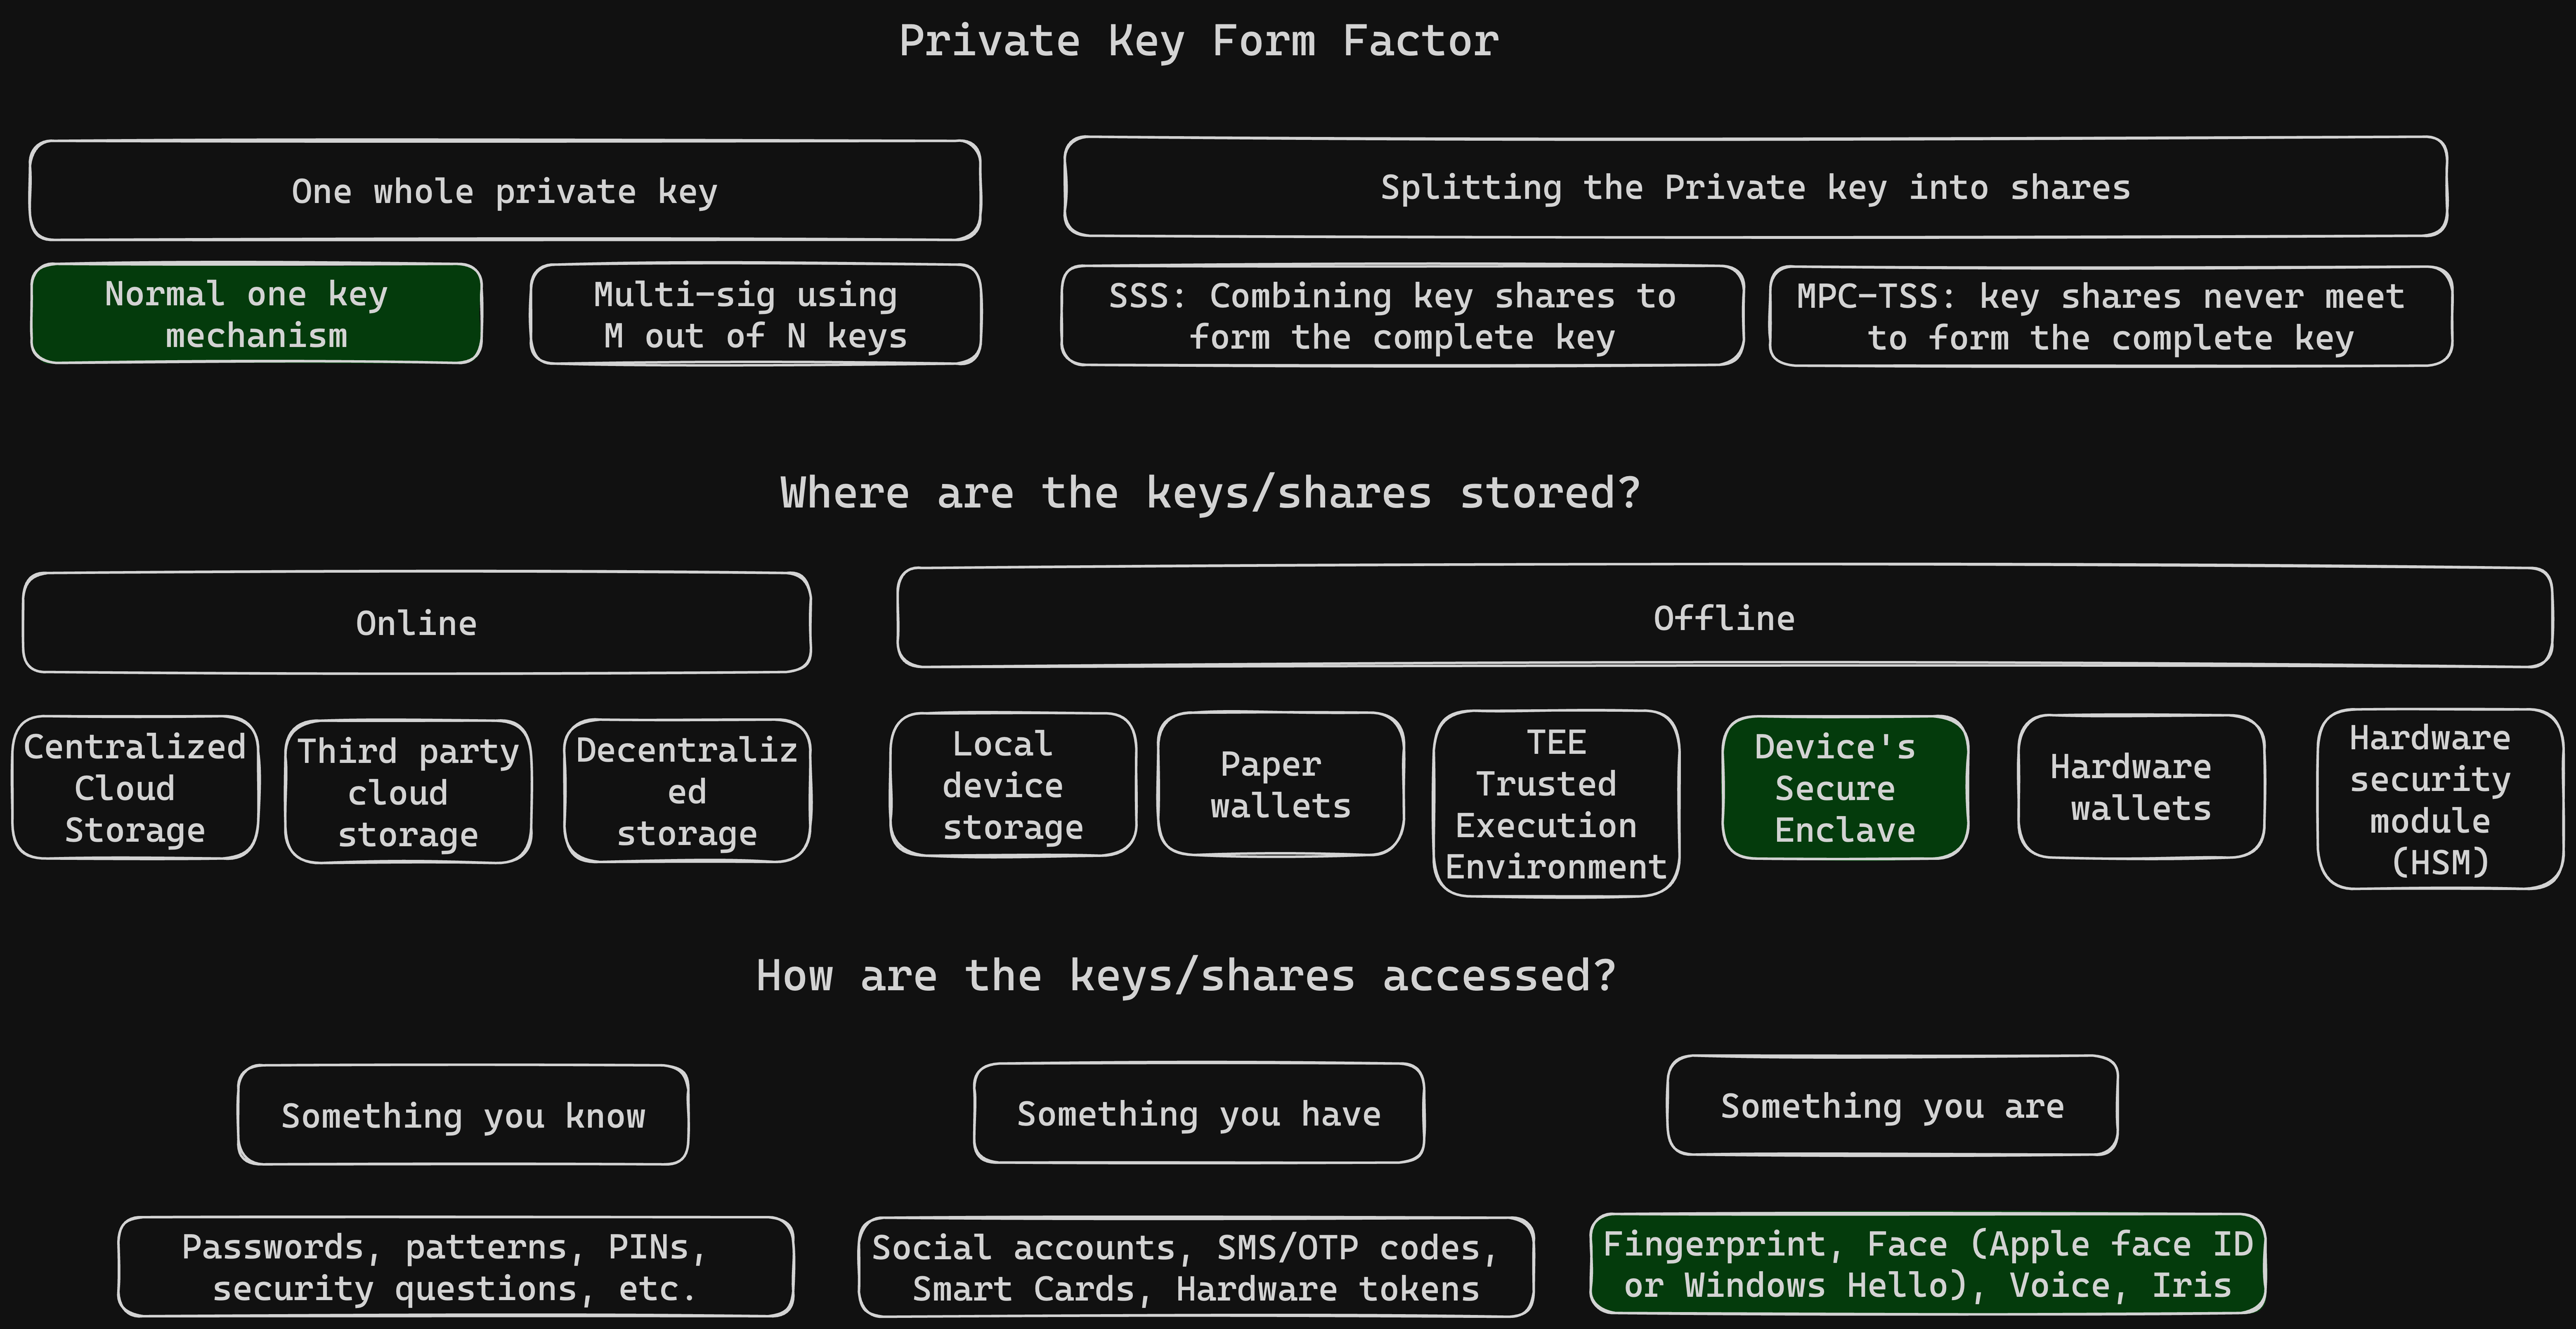 Private Key Form Factor
One whole private key
Splitting the Private key into shares
Normal one key
mechanism
Multi-sig using
M out of N keys
SSS: Combining key shares to
form the complete key
MPC-TSS: key shares never meet
to form the complete key
Where are the keys/shares stored?
Online
Offline
Centralized
Cloud
Storage
Third party
cloud
storage
Decentraliz
ed
storage
Local
device
storage
Paper
wallets
TEE
Trusted
Execution
Environment
Device's
Secure
Enclave
Hardware
wallets
Hardware
security
module
(HSM)
How are the keys/shares accessed?
Something you know
Something you have
Something you are
Passwords, patterns, PINs,
security questions, etc.
Social accounts, SMS/OTP codes,
Smart Cards, Hardware tokens
Fingerprint, Face (Apple face ID
or Windows Hello), Voice, Iris